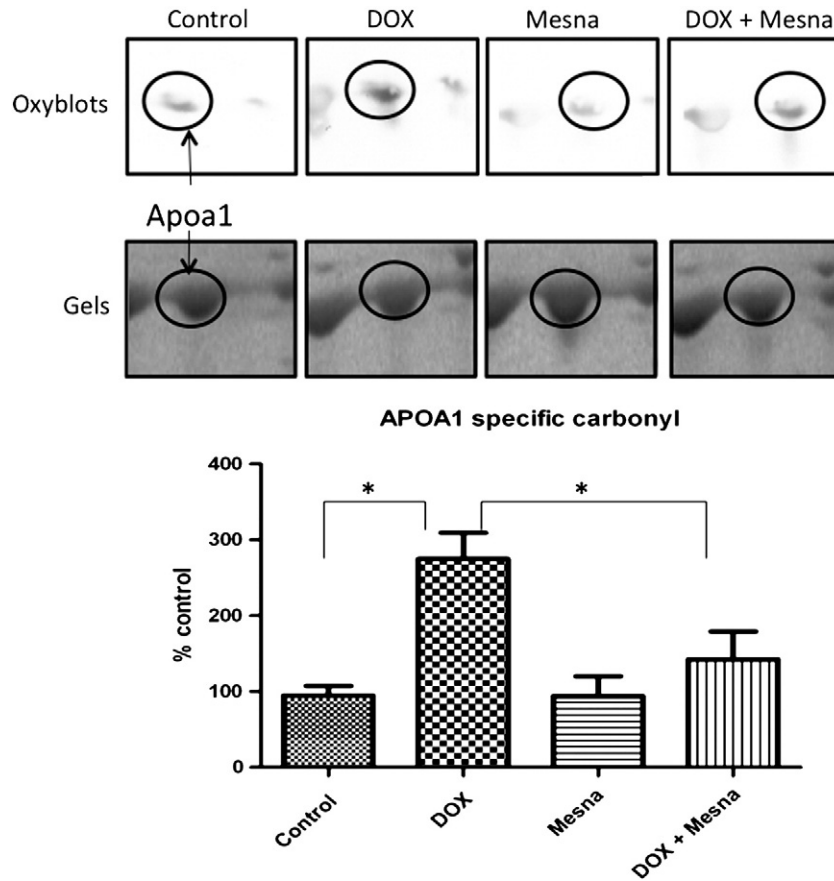 Control DOX Mesna DOX + Mesna
Oxyblots
Apoa1
Gels
APOA1 specific carbonyl
400
300
200
100
0
% control
*
*
Control
DOX
Mesna
DOX + Mesna